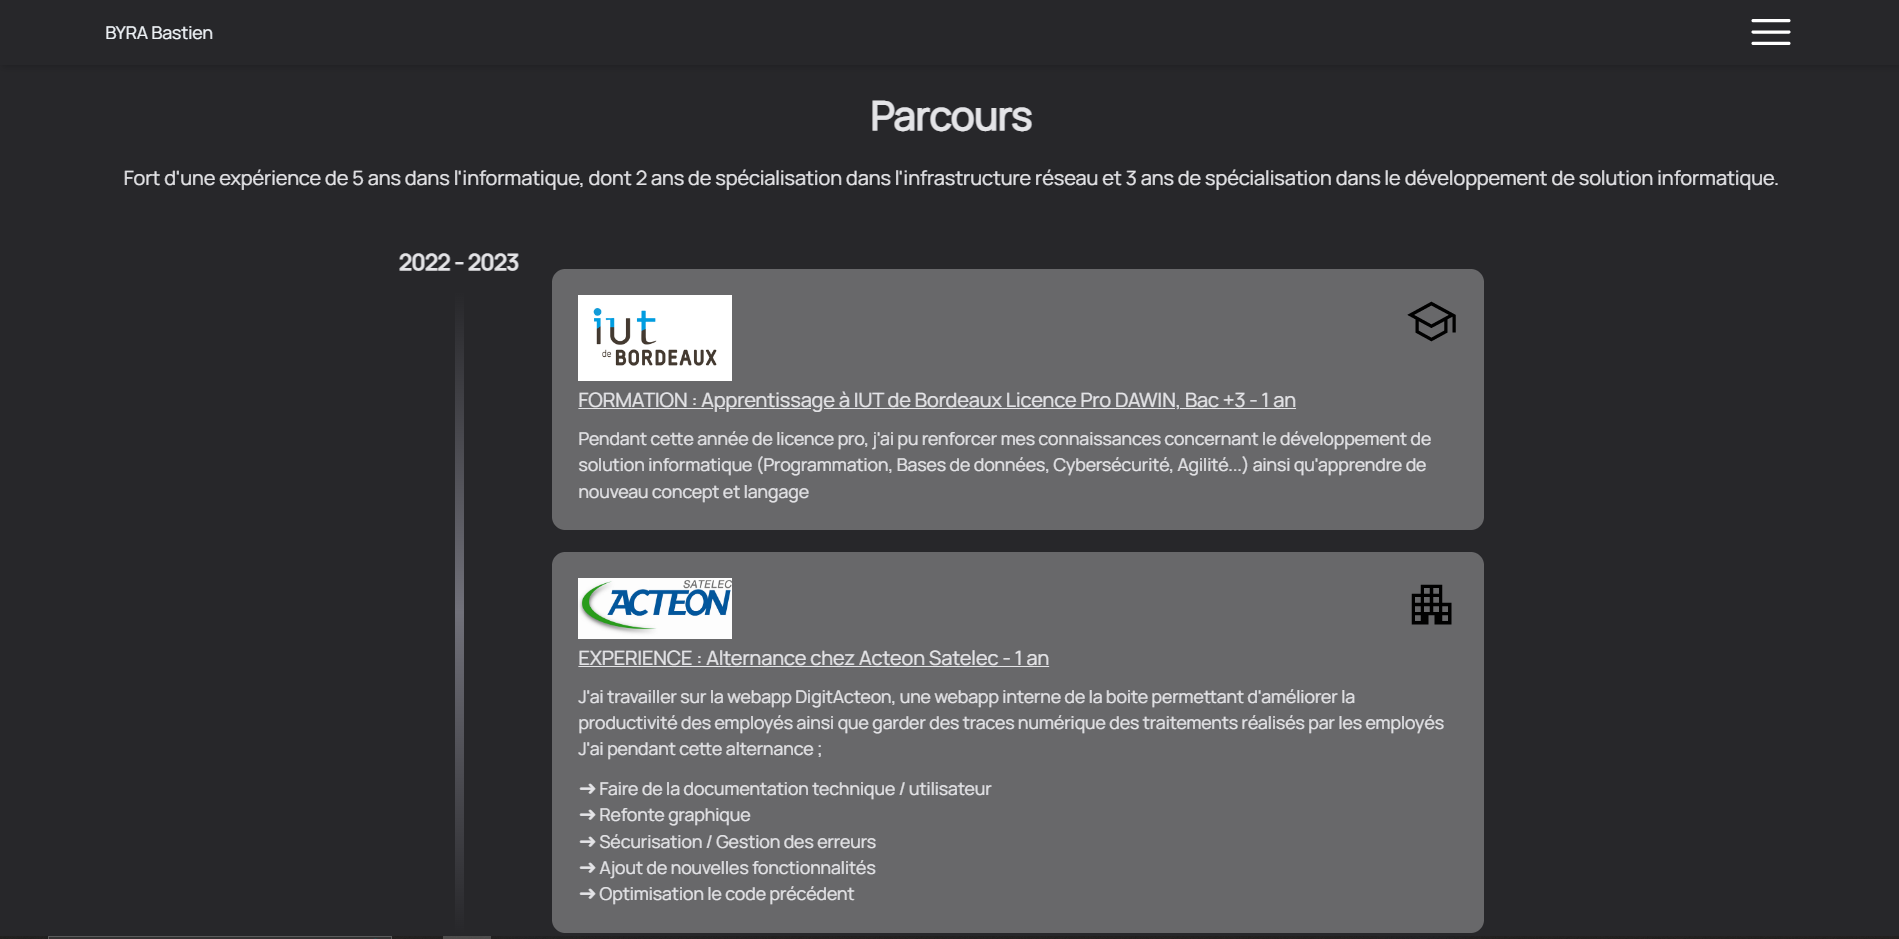 BYRA Bastien
Parcours
Fort d'une expérience de 5 ans dans l'informatique, dont 2 ans de spécialisation dans l'infrastructure réseau et 3 ans de spécialisation dans le développement de solution informatique.
2022 - 2023
iut
de BORDEAUX
FORMATION : Apprentissage à IUT de Bordeaux Licence Pro DAWIN, Bac +3 - 1 an
Pendant cette année de licence pro, j'ai pu renforcer mes connaissances concernant le développement de
solution informatique (Programmation, Bases de données, Cybersécurité, Agilité...) ainsi qu'apprendre de
nouveau concept et langage
SATELEC
ACTEON
EXPERIENCE : Alternance chez Acteon Satelec - 1 an
J'ai travailler sur la webapp DigitActeon, une webapp interne de la boite permettant d'améliorer la
productivité des employés ainsi que garder des traces numérique des traitements réalisés par les employés
J'ai pendant cette alternance ;
➜ Faire de la documentation technique / utilisateur
➜ Refonte graphique
➜ Sécurisation / Gestion des erreurs
➜ Ajout de nouvelles fonctionnalités
➜ Optimisation le code précédent